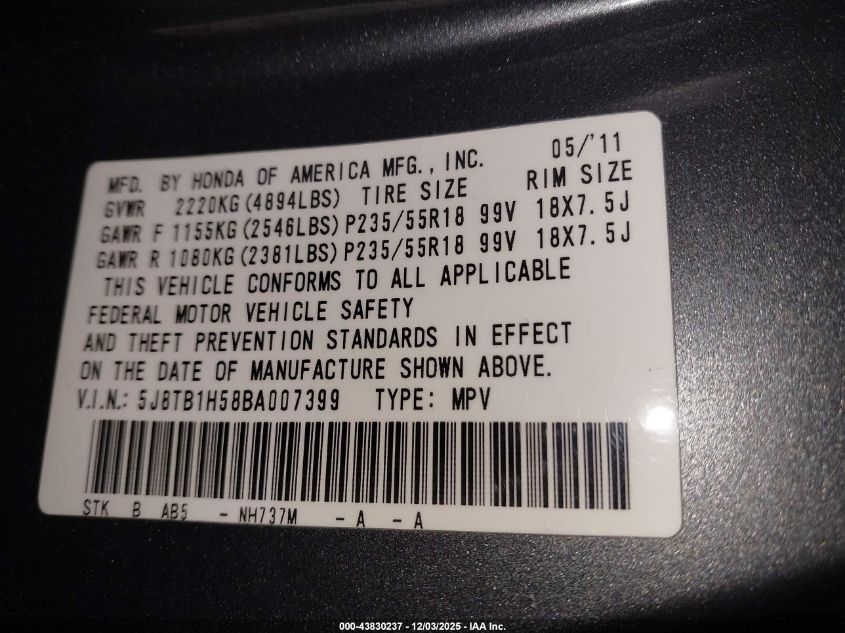 05/'11
MFD. BY HONDA OF AMERICA MFG., INC.
GVWR 2220KG(4894LBS) TIRE SIZE RIM SIZE
GAWR F 1155KG(2546LBS) P235/55R18 99V 18X7.5J
GAWR R 1080KG(2381LBS) P235/55R18 99V 18X7.5J
THIS VEHICLE CONFORMS TO ALL APPLICABLE
FEDERAL MOTOR VEHICLE SAFETY
AND THEFT PREVENTION STANDARDS IN EFFECT
ON THE DATE OF MANUFACTURE SHOWN ABOVE.
V.I.N.: 5J8TB1H58BA007399 TYPE: MPV
STK B AB5 - NH737M - A - A
000-43830237 - 12/03/2025 - IAA Inc.